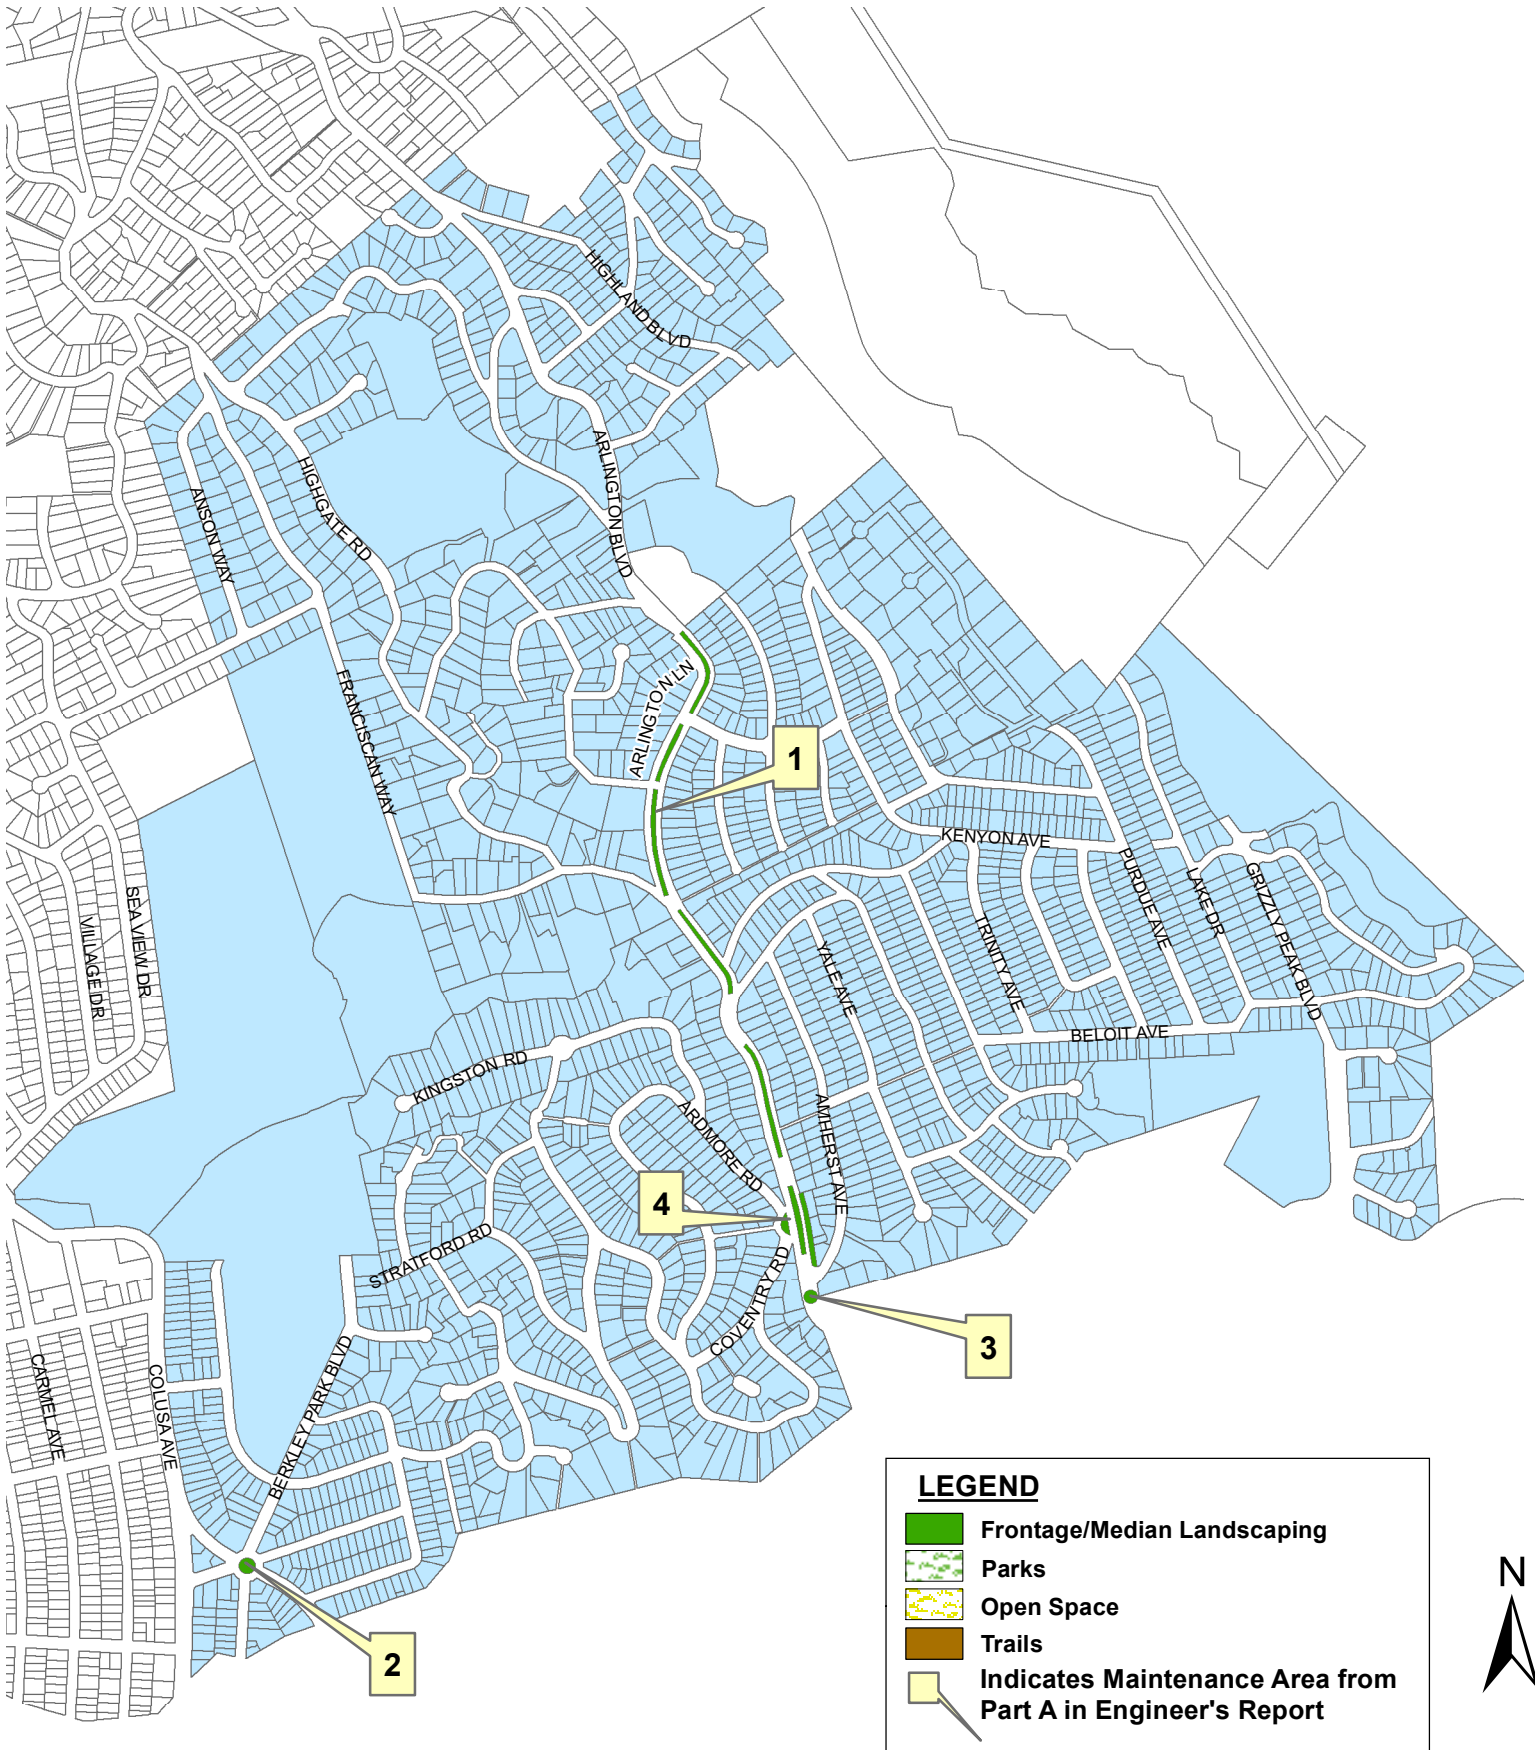 HIGHLAND BLVD
ARLINGTON BLVD
HIGHGATE RD
ANSON WAY
ARLINGTON LN
FRANCISCAN WAY
1
KENYON AVE
PURDUE AVE
LAKE DR
GRIZZLY PEAK BLVD
SEA VIEW DR
VILLAGE DR
TRINITY AVE
YALE AVE
BELOIT AVE
KINGSTON RD
ARDMORE RD
AMHERST AVE
4
STRATFORD RD
COVENTRY RD
3
BERKLEY PARK BLVD
COLUSA AVE
CARMEL AVE
2
LEGEND
Frontage/Median Landscaping
Parks
Open Space
Trails
Indicates Maintenance Area from
Part A in Engineer's Report
N